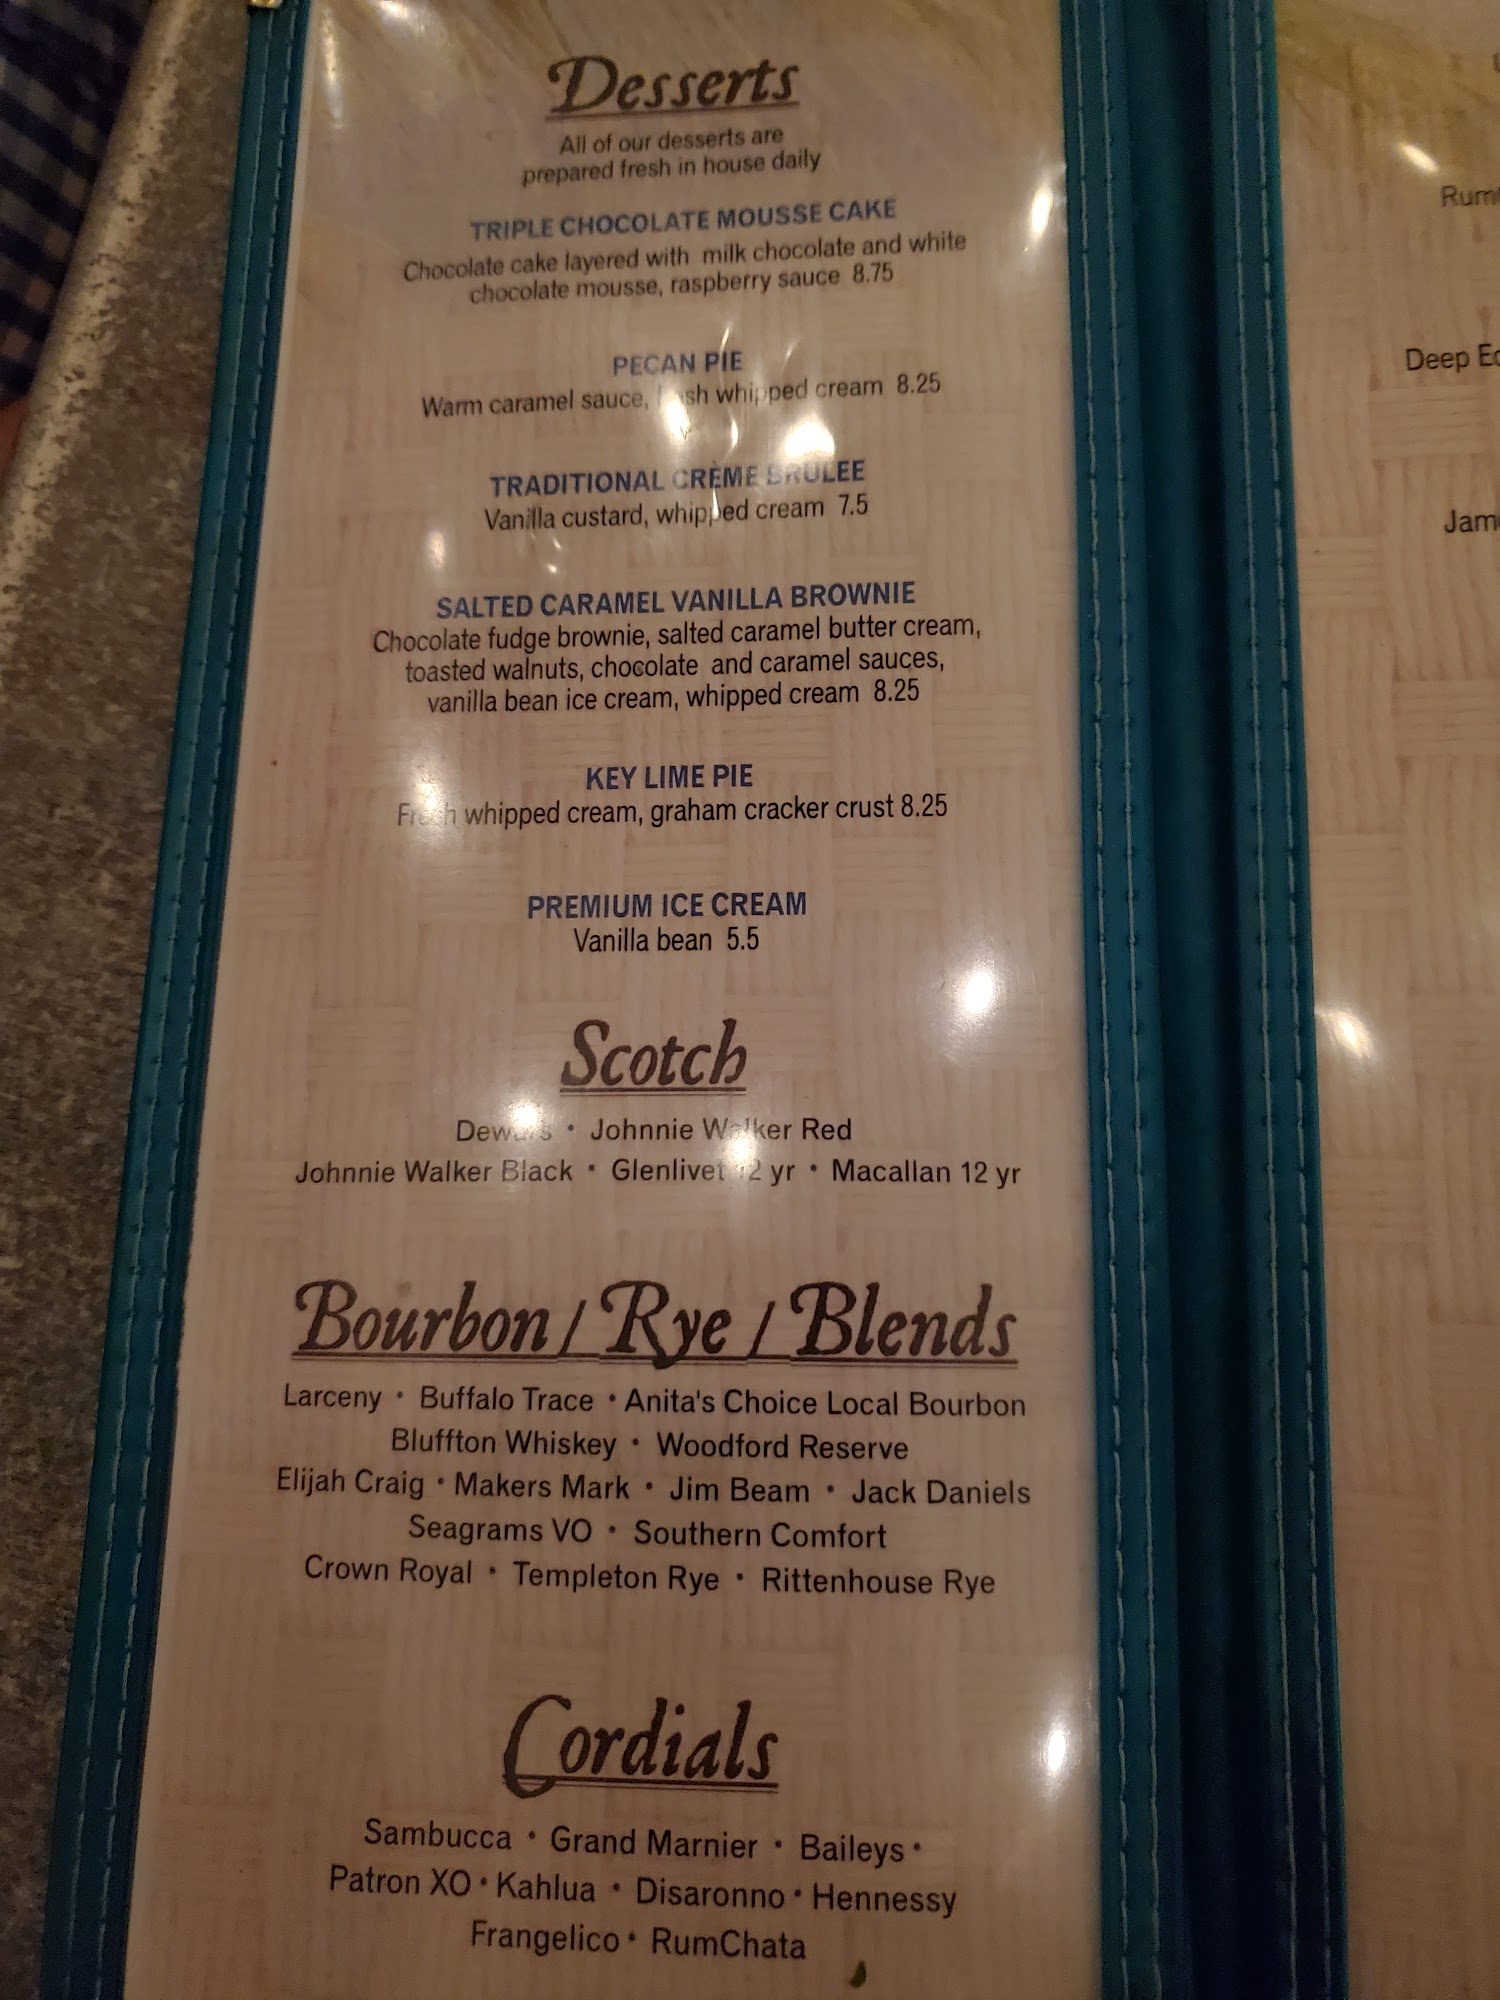 Desserts
All of our desserts are
prepared fresh in house daily
TRIPLE CHOCOLATE MOUSSE CAKE
Chocolate cake layered with milk chocolate and white
chocolate mousse, raspberry sauce 8.75
PECAN PIE
Warm caramel sauce, fresh whipped cream 8.25
TRADITIONAL CRÈME BRULEE
Vanilla custard, whipped cream 7.5
SALTED CARAMEL VANILLA BROWNIE
Chocolate fudge brownie, salted caramel butter cream,
toasted walnuts, chocolate and caramel sauces,
vanilla bean ice cream, whipped cream 8.25
KEY LIME PIE
Fresh whipped cream, graham cracker crust 8.25
PREMIUM ICE CREAM
Vanilla bean 5.5
Scotch
Dewars • Johnnie Walker Red
Johnnie Walker Black • Glenlivet 12 yr • Macallan 12 yr
Bourbon / Rye / Blends
Larceny • Buffalo Trace • Anita's Choice Local Bourbon
Bluffton Whiskey • Woodford Reserve
Elijah Craig • Makers Mark • Jim Beam • Jack Daniels
Seagrams VO • Southern Comfort
Crown Royal • Templeton Rye • Rittenhouse Rye
Cordials
Sambucca • Grand Marnier • Baileys •
Patron XO • Kahlua • Disaronno • Hennessy
Frangelico • RumChata
Deep